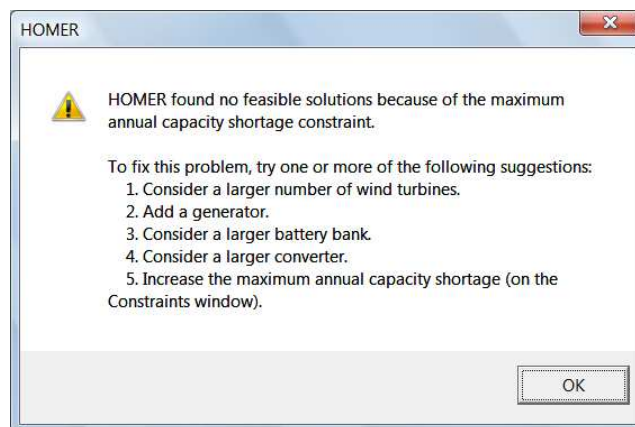 HOMER
HOMER found no feasible solutions because of the maximum
annual capacity shortage constraint.
To fix this problem, try one or more of the following suggestions:
1. Consider a larger number of wind turbines.
2. Add a generator.
3. Consider a larger battery bank.
4. Consider a larger converter.
5. Increase the maximum annual capacity shortage (on the
Constraints window).
OK